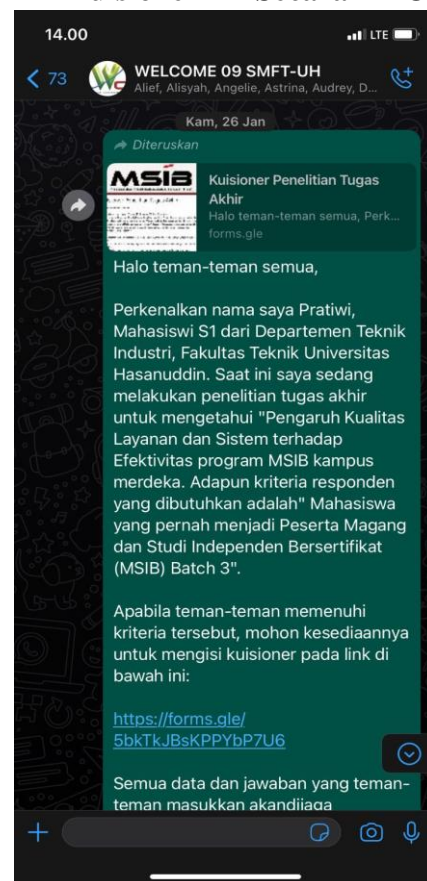 14.00
LTE
73
WELCOME 09 SMFT-UH
Alief, Alisyah, Angelie, Astrina, Audrey, D...
Kam, 26 Jan
Diteruskan
MSIB
Kuisioner Penelitian Tugas
Akhir
Halo teman-teman semua, Perk...
forms.gle
Halo teman-teman semua,
Perkenalkan nama saya Pratiwi,
Mahasiswi S1 dari Departemen Teknik
Industri, Fakultas Teknik Universitas
Hasanuddin. Saat ini saya sedang
melakukan penelitian tugas akhir
untuk mengetahui "Pengaruh Kualitas
Layanan dan Sistem terhadap
Efektivitas program MSIB kampus
merdeka. Adapun kriteria responden
yang dibutuhkan adalah" Mahasiswa
yang pernah menjadi Peserta Magang
dan Studi Independen Bersertifikat
(MSIB) Batch 3".
Apabila teman-teman memenuhi
kriteria tersebut, mohon kesediaannya
untuk mengisi kuisioner pada link di
bawah ini:
https://forms.gle/
5bkTkJBsKPPYbP7U6
Semua data dan jawaban yang teman-
teman masukkan akandijaga